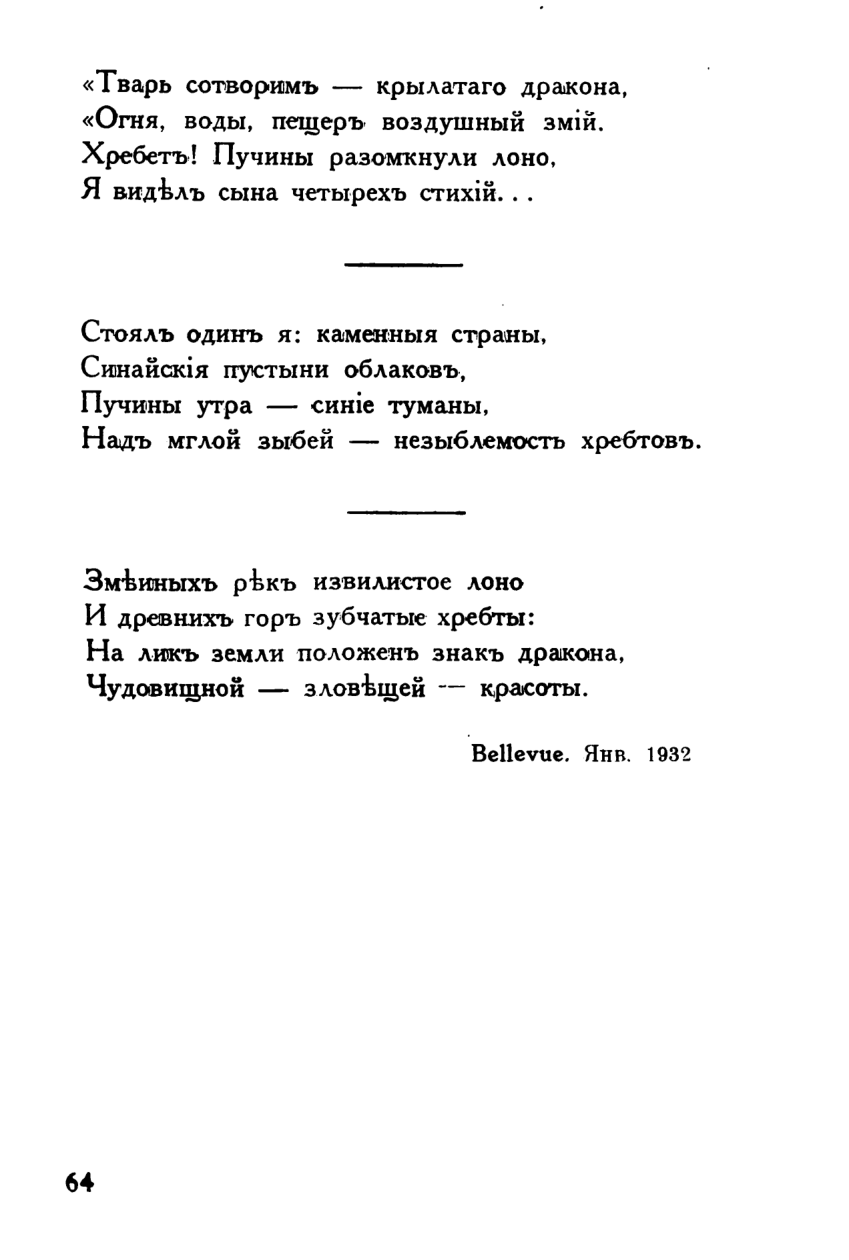 «Тварь сотворимъ — крылатаго дракона,
«Огня, воды, пещеръ воздушный змій.
Хребетъ! Пучины разомкнули лоно,
Я видѣлъ сына четырехъ стихій. . .
Стоялъ одинъ я: каменныя страны,
Синайскія пустыни облаковъ,
Пучины утра — синіе туманы,
Надъ мглой зыбей — незыблемость хребтовъ.
Змѣиныхъ рѣкъ извилистое лоно
И древнихъ горъ зубчатые хребты:
На ликъ земли положенъ знакъ дракона,
Чудовищной — зловѣщей — красоты.
Bellevue. Янв. 1932
64